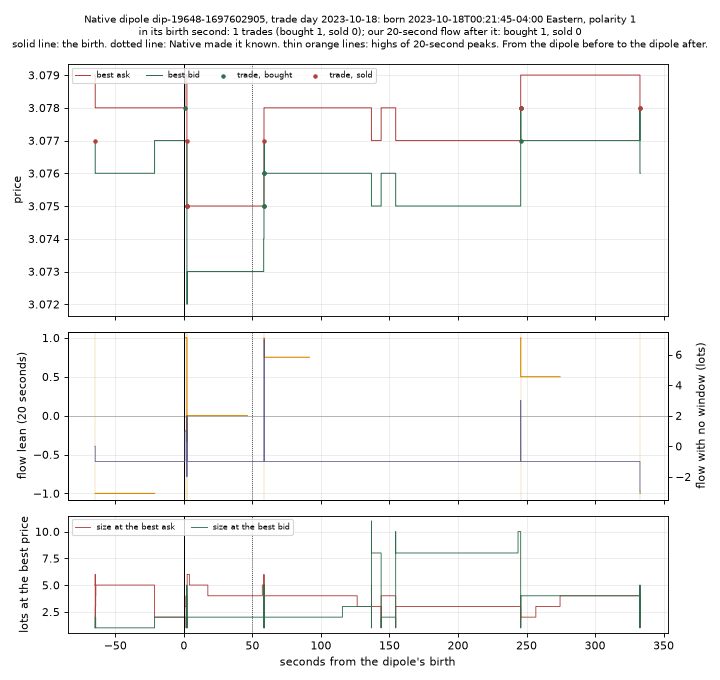 Native dipole dip-19648-1697602905, trade day 2023-10-18: born 2023-10-18T00:21:45-04:00 Eastern, polarity 1
in its birth second: 1 trades (bought 1, sold 0); our 20-second flow after it: bought 1, sold 0
solid line: the birth. dotted line: Native made it known. thin orange lines: highs of 20-second peaks. From the dipole before to the dipole after.
best ask
best bid
trade, bought
trade, sold
3.079
3.078
3.077
3.076
3.075
3.074
3.073
3.072
price
1.0
0.5
0.0
−0.5
−1.0
flow lean (20 seconds)
6
4
2
0
−2
flow with no window (lots)
size at the best ask
size at the best bid
10.0
7.5
5.0
2.5
lots at the best price
−50
0
50
100
150
200
250
300
350
seconds from the dipole's birth